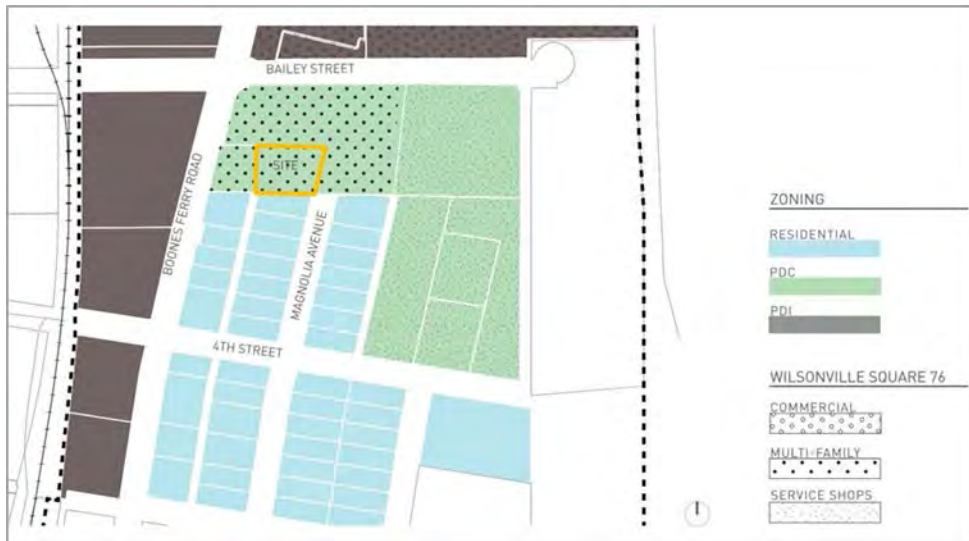 BAILEY STREET
SITE
BOONES FERRY ROAD
MAGNOLIA AVENUE
4TH STREET
ZONING
RESIDENTIAL
PDC
PDI
WILSONVILLE SQUARE 76
COMMERCIAL
MULTI-FAMILY
SERVICE SHOPS